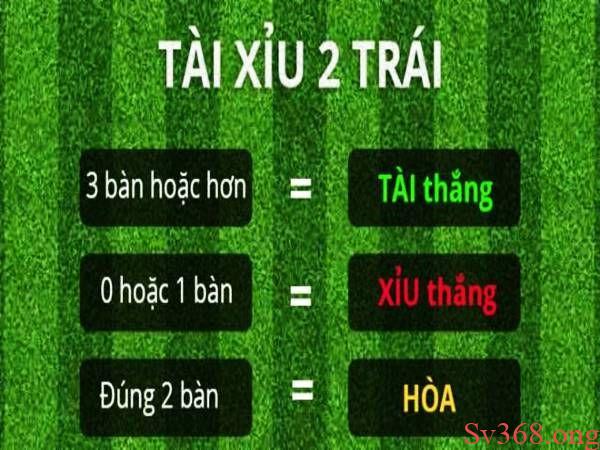 TÀI XỈU 2 TRÁI
3 bàn hoặc hơn = TÀI thắng
0 hoặc 1 bàn = XỈU thắng
Đúng 2 bàn = HÒA
Sv368.ong